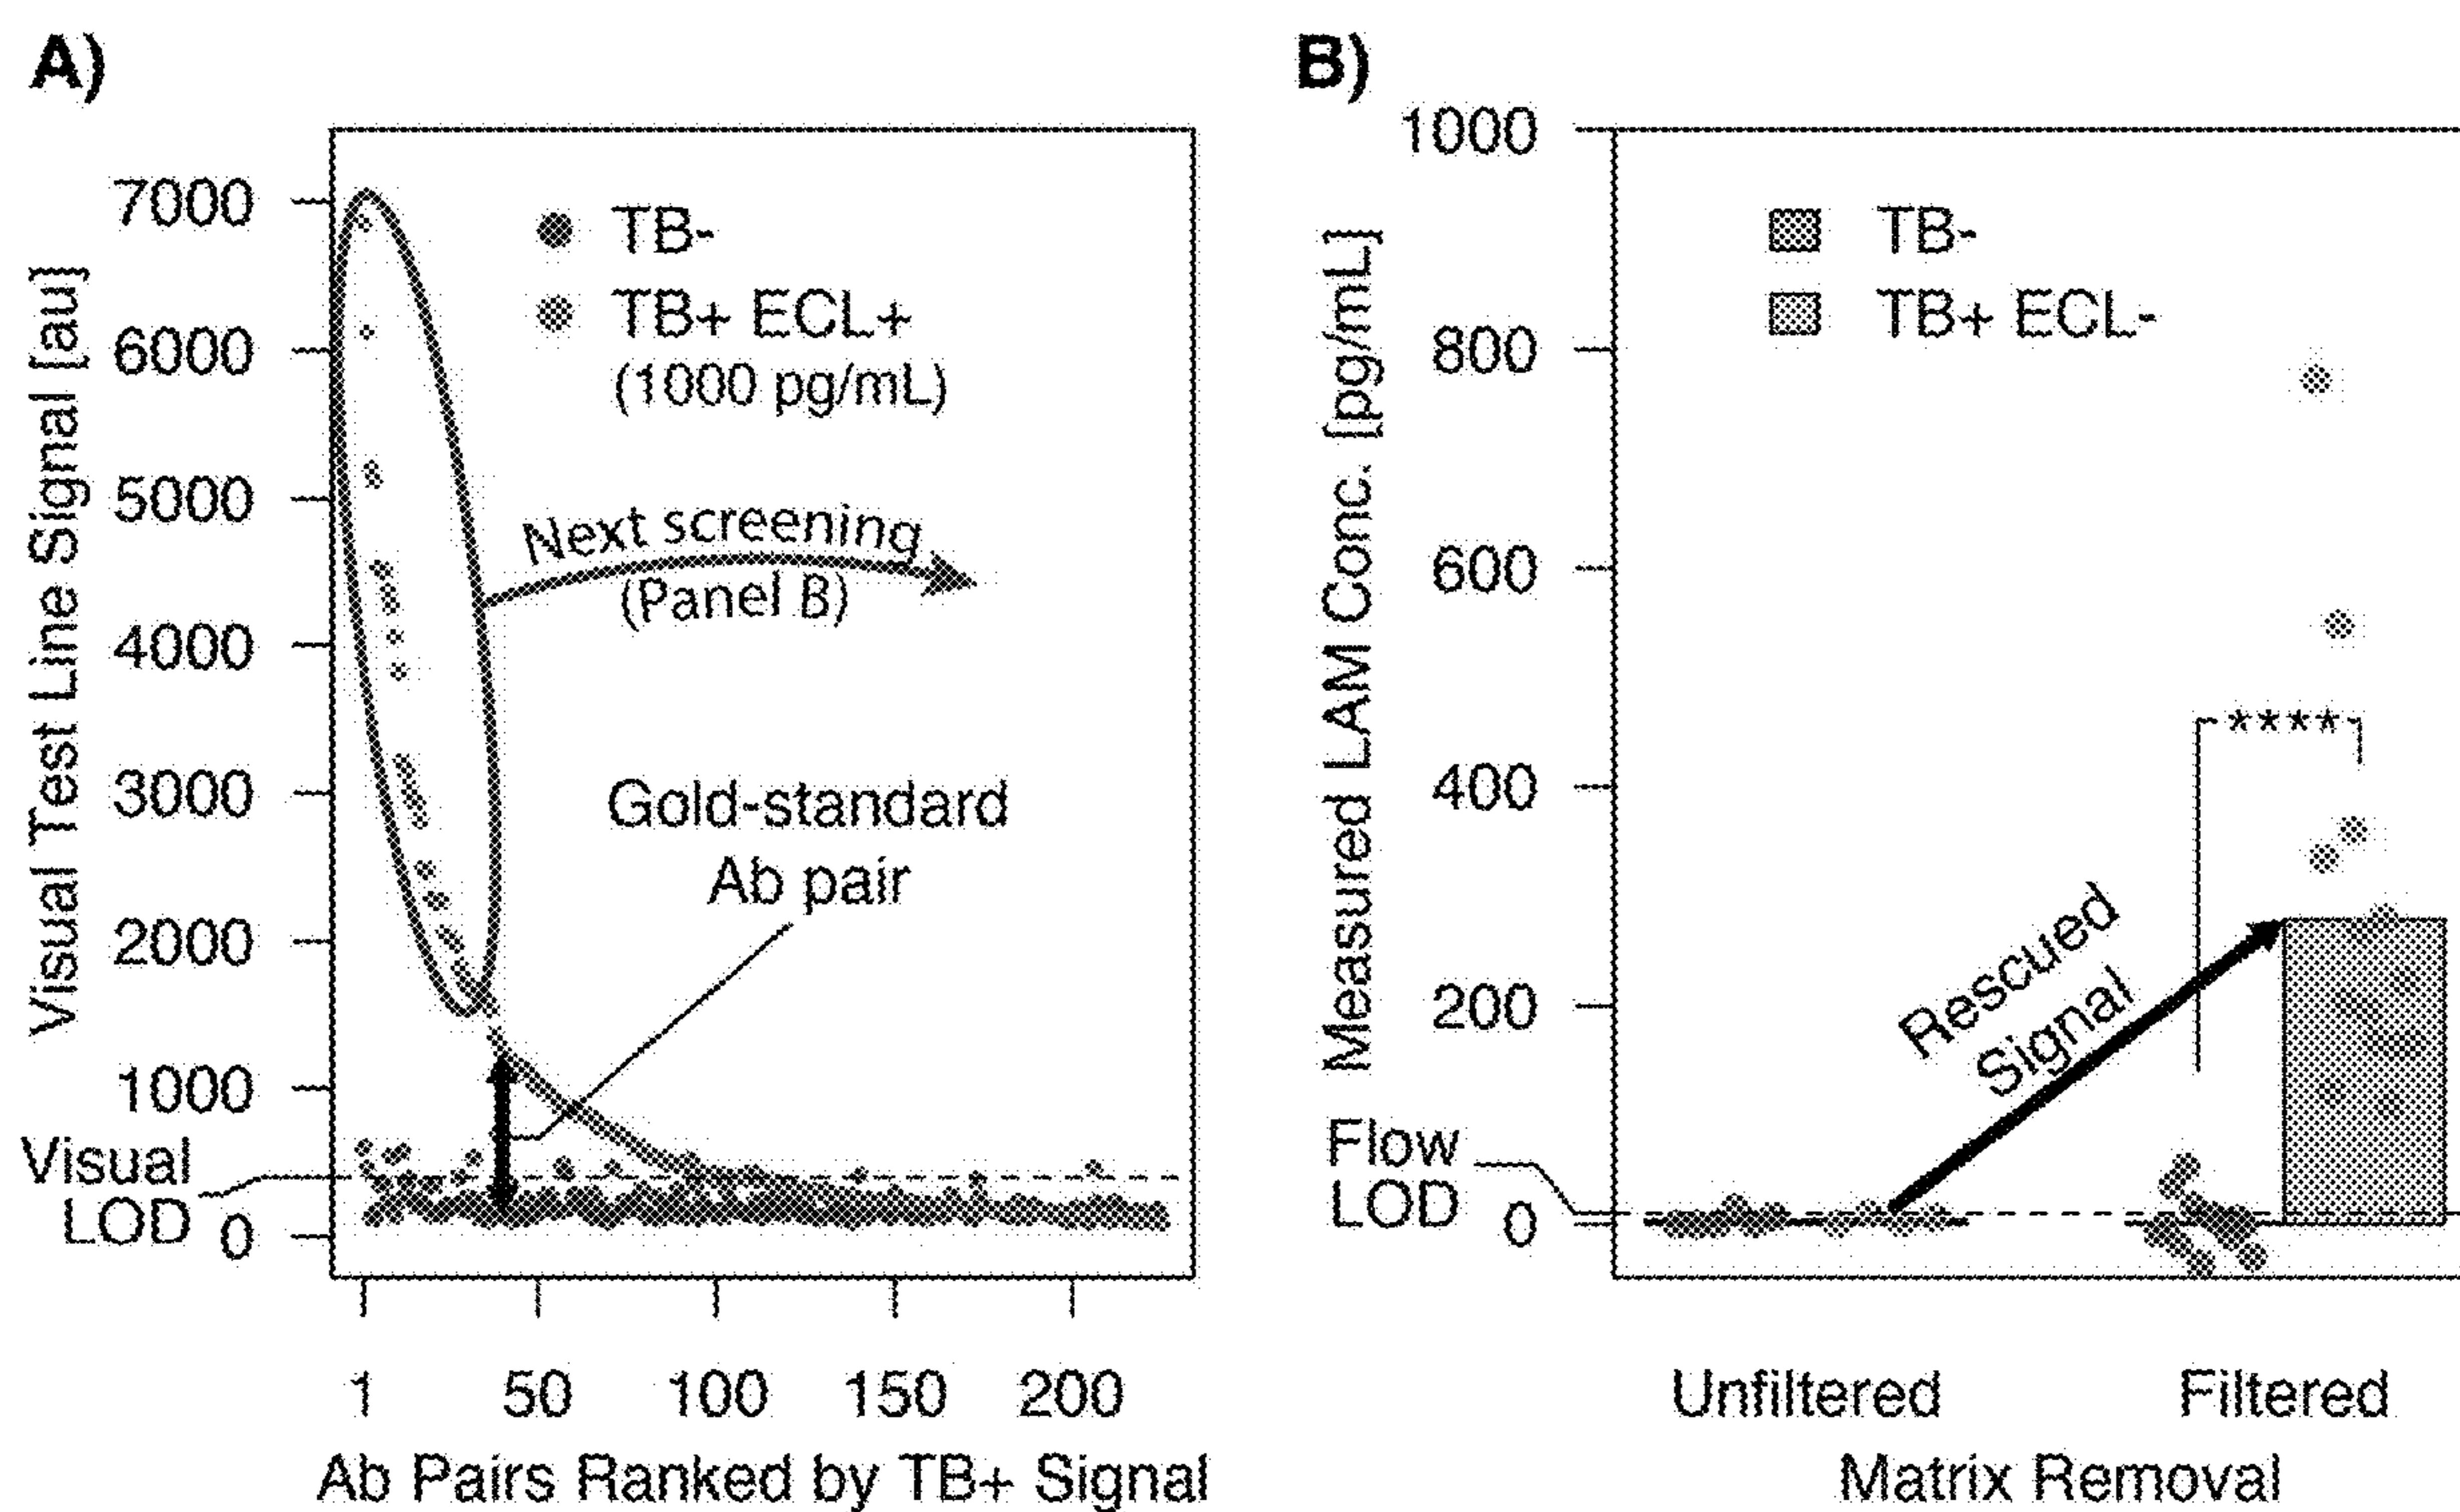 A)
Visual Test Line Signal [au]
7000
6000
5000
4000
3000
2000
1000
0
Visual
LOD
TB-
TB+ ECL+
(1000 pg/mL)
Next screening
(Panel B)
Gold-standard
Ab pair
1 50 100 150 200
Ab Pairs Ranked by TB+ Signal
B)
Measured LAM Conc. [pg/mL]
1000
800
600
400
200
0
Flow
LOD
TB-
TB+ ECL-
****
Rescued
Signal
Unfiltered Filtered
Matrix Removal